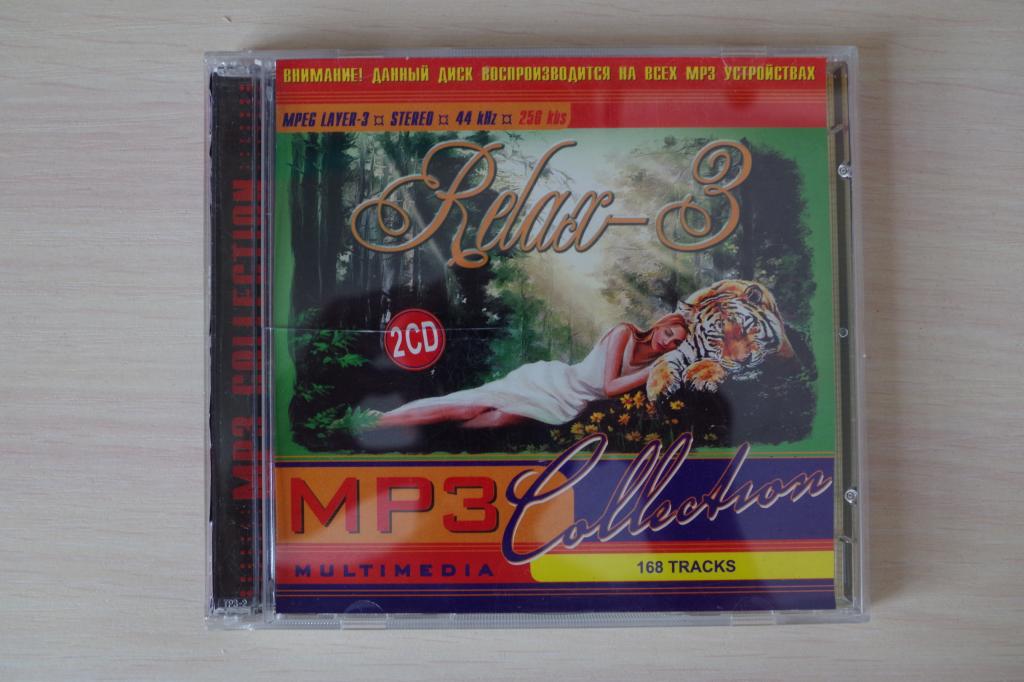 ВНИМАНИЕ! ДАННЫЙ ДИСК ВОСПРОИЗВОДИТСЯ НА ВСЕХ MP3 УСТРОЙСТВАХ
MPEG LAYER-3 ¤ STEREO ¤ 44 kHz ¤ 256 kbs
Relax-3
2CD
MP3 Collection
MULTIMEDIA
168 TRACKS
MP3 COLLECTION